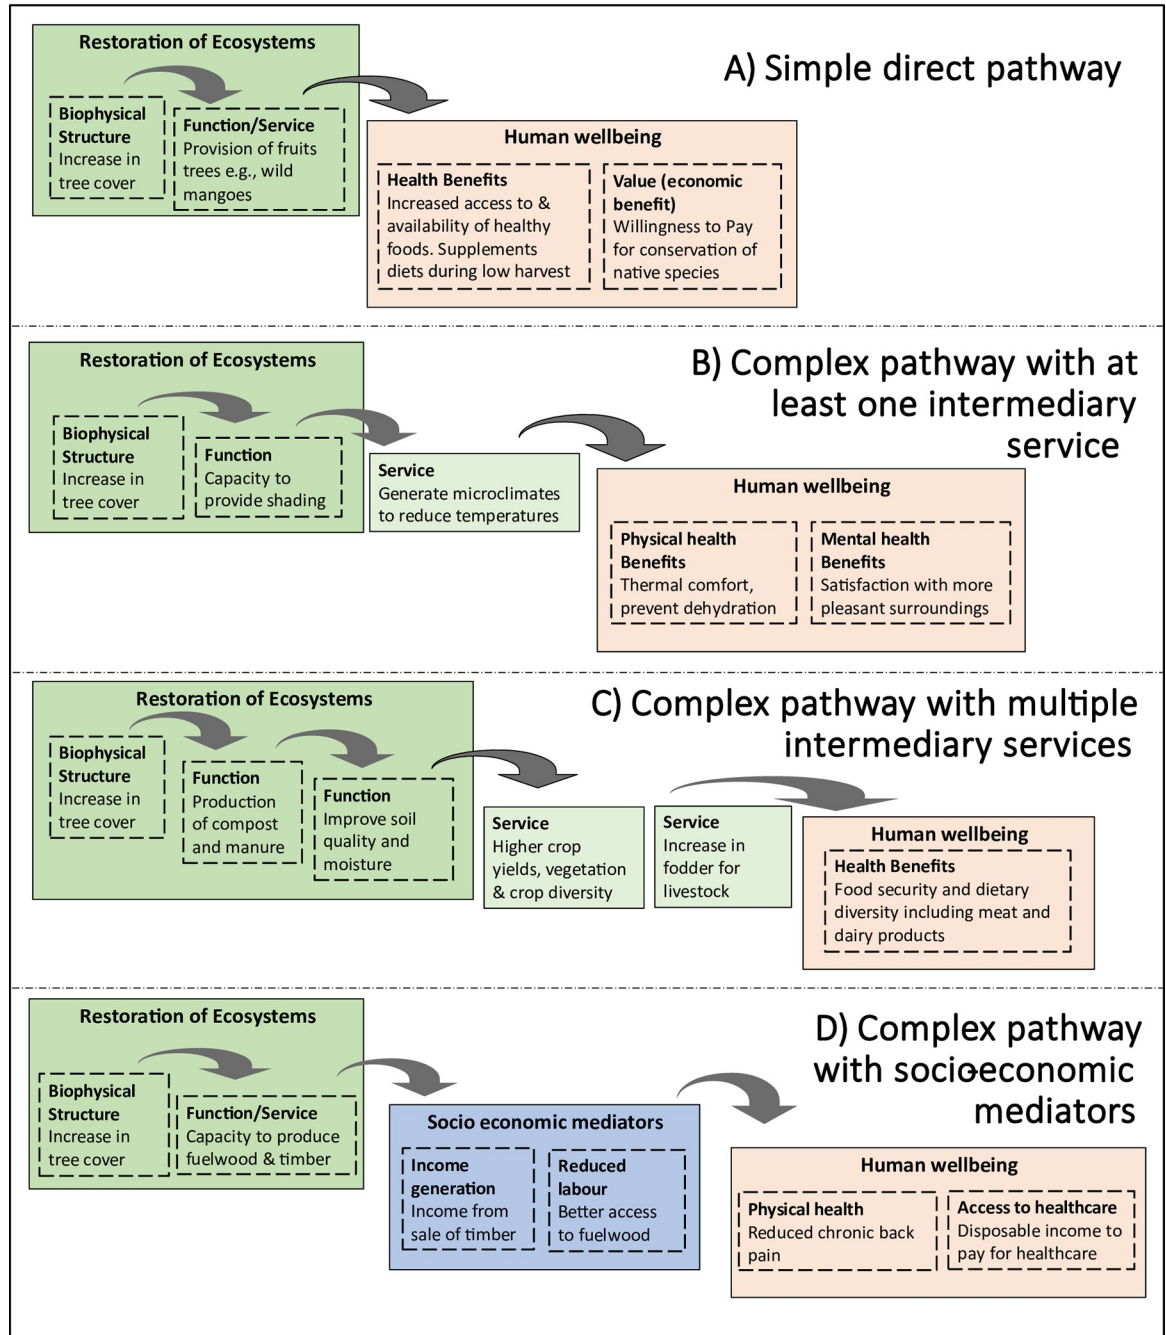 Restoration of Ecosystems
A) Simple direct pathway
Biophysical
Structure
Increase in
tree cover
Function/Service
Provision of fruits
trees e.g., wild
mangoes
Human wellbeing
Health Benefits
Increased access to &
availability of healthy
foods. Supplements
diets during low harvest
Value (economic
benefit)
Willingness to Pay
for conservation of
native species
Restoration of Ecosystems
B) Complex pathway with at
least one intermediary
service
Biophysical
Structure
Increase in
tree cover
Function
Capacity to
provide shading
Service
Generate microclimates
to reduce temperatures
Human wellbeing
Physical health
Benefits
Thermal comfort,
prevent dehydration
Mental health
Benefits
Satisfaction with more
pleasant surroundings
Restoration of Ecosystems
C) Complex pathway with multiple
intermediary services
Biophysical
Structure
Increase in
tree cover
Function
Production
of compost
and manure
Function
Improve soil
quality and
moisture
Service
Higher crop
yields, vegetation
& crop diversity
Service
Increase in
fodder for
livestock
Human wellbeing
Health Benefits
Food security and dietary
diversity including meat and
dairy products
Restoration of Ecosystems
D) Complex pathway
with socio-economic
mediators
Biophysical
Structure
Increase in
tree cover
Function/Service
Capacity to produce
fuelwood & timber
Socio economic mediators
Income
generation
Income from
sale of timber
Reduced
labour
Better access
to fuelwood
Human wellbeing
Physical health
Reduced chronic back
pain
Access to healthcare
Disposable income to
pay for healthcare